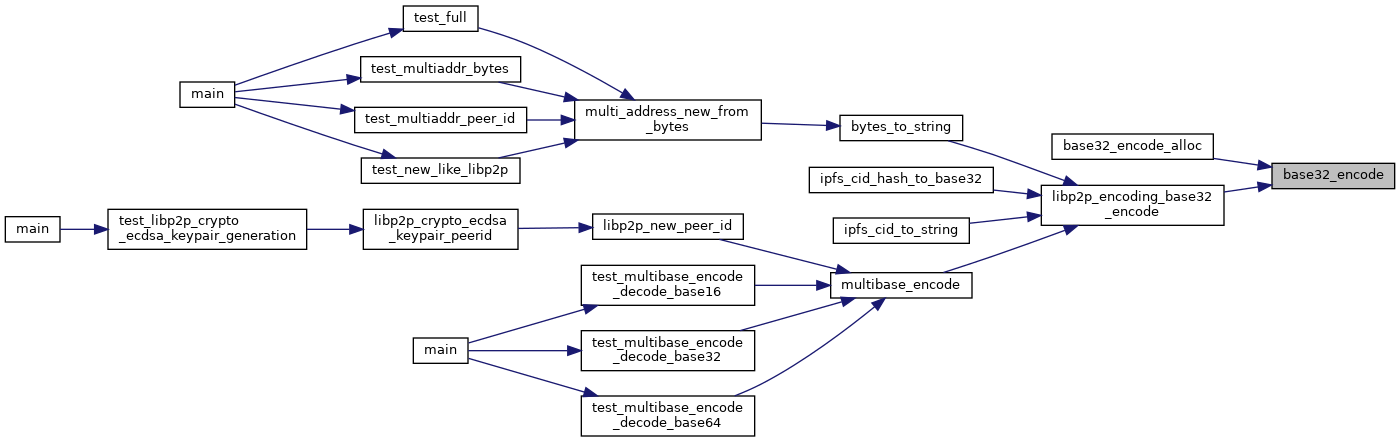 test_full
test_multiaddr_bytes
main
test_multiaddr_peer_id
test_new_like_libp2p
multi_address_new_from
_bytes
bytes_to_string
base32_encode_alloc
base32_encode
ipfs_cid_hash_to_base32
libp2p_encoding_base32
_encode
ipfs_cid_to_string
main
test_libp2p_crypto
_ecdsa_keypair_generation
libp2p_crypto_ecdsa
_keypair_peerid
libp2p_new_peer_id
multibase_encode
test_multibase_encode
_decode_base16
main
test_multibase_encode
_decode_base32
test_multibase_encode
_decode_base64